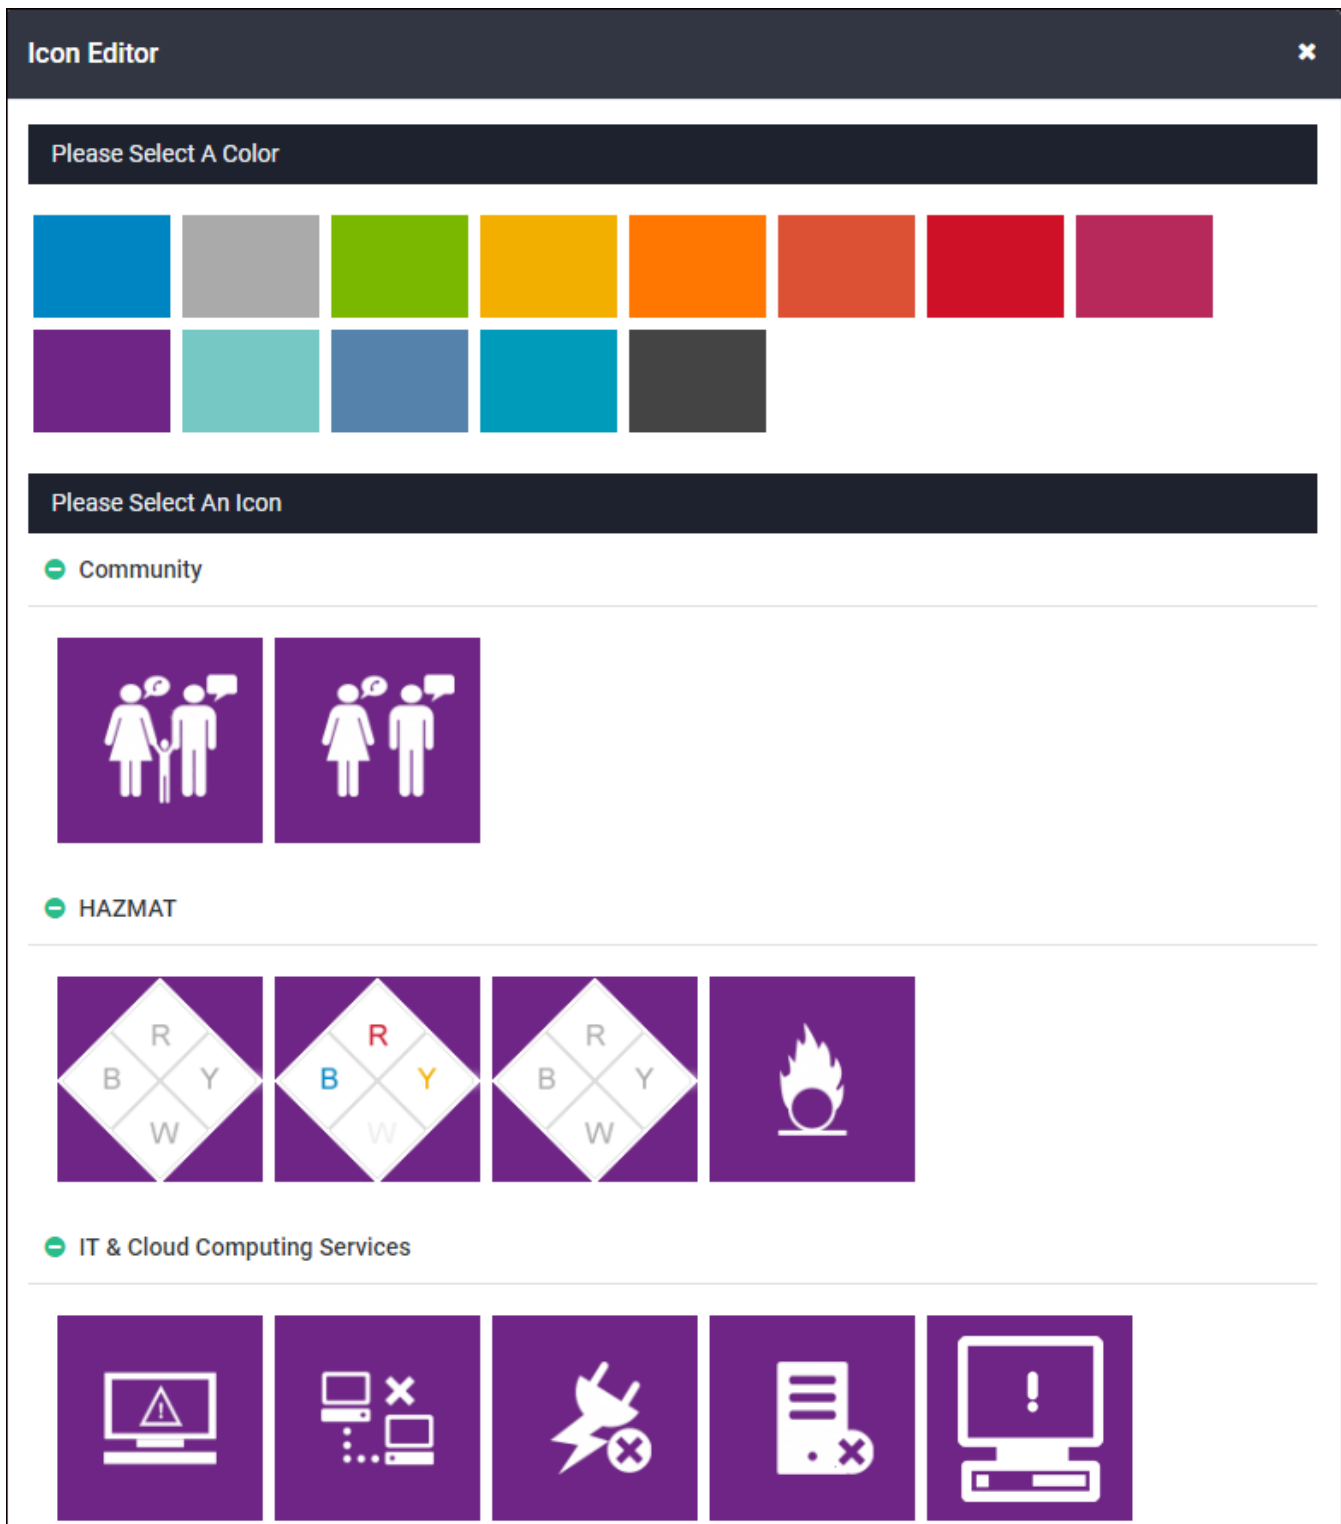 Icon Editor
Please Select A Color
Please Select An Icon
Community
HAZMAT
R R R
B Y B Y B Y
W W W
IT & Cloud Computing Services
! !